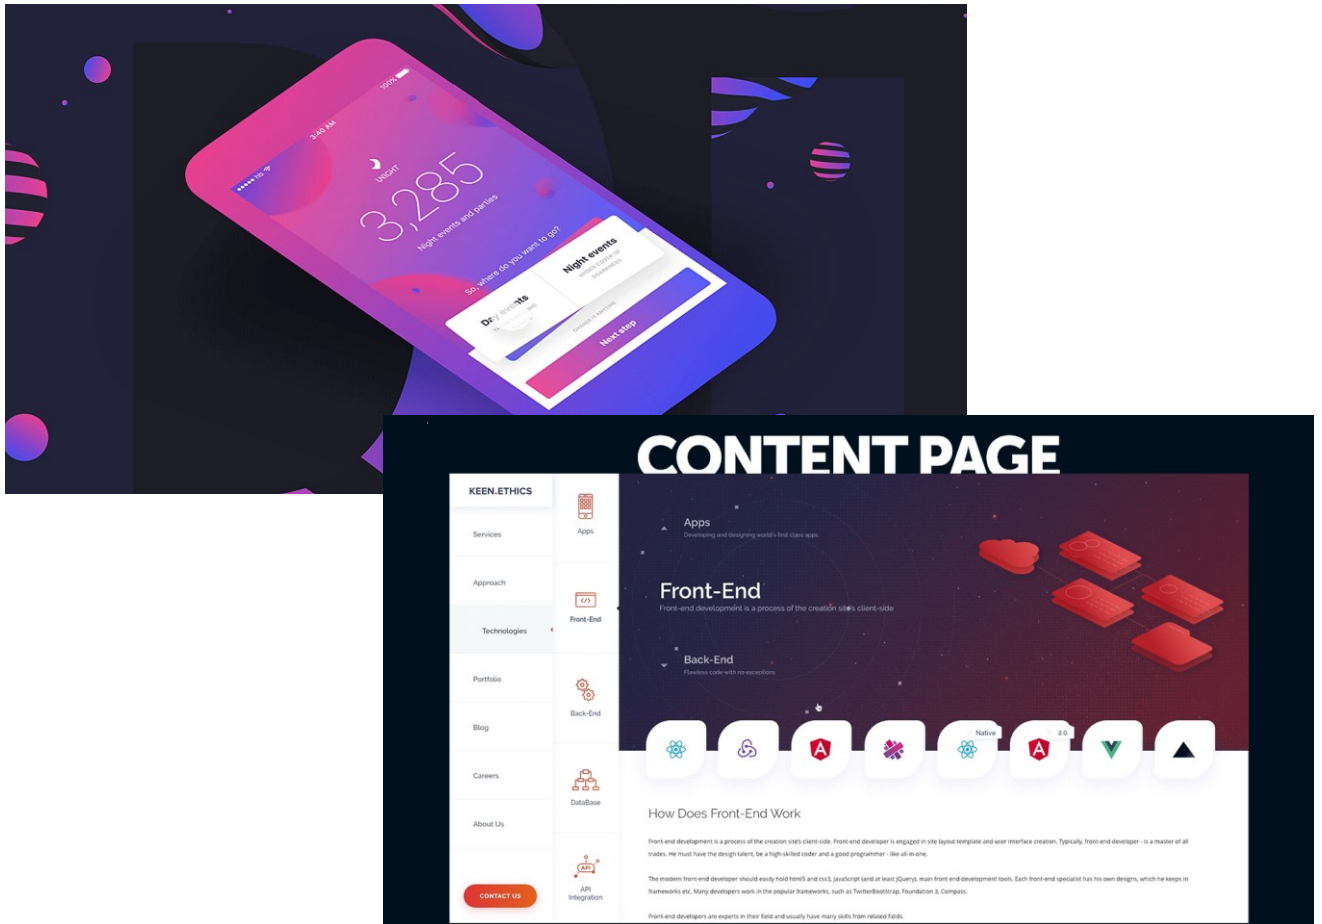 100%
3:40 AM
UNIGHT
3,285
Night events and parties
So, where do you want to go?
Day events
Night events
UNDER COVER OF
DEARKNESS
CHANGE IT ANYTIME
Next step
CONTENT PAGE
KEEN.ETHICS
Services
Approach
Technologies
Portfolio
Blog
Careers
About Us
CONTACT US
Apps
Front-End
Back-End
DataBase
API
API
Integration
Apps
Developing and designing world's find class apps
Front-End
Front-end development is a process of the creation site's client-side
Back-End
Flawless code with no exceptions
Native
2.0
How Does Front-End Work
Front-end development is a process of the creation site's client-side. Front-end developer is engaged in site layout template and user interface creation. Typically, front-end developer - is a master of all
trades. He must have the design talent, be a high-skilled coder and a good programmer - like all-in-one.
The modern front-end developer should easily hold html5 and css3, JavaScript (and at least jQuery), main front end development tools. Each front-end specialist has his own designs, which he keeps in
frameworks etc. Many developers work in the popular frameworks, such as TwitterBootstrap, Foundation 3, Compass.
Front-end developers are experts in their field and usually have many skills from related fields.